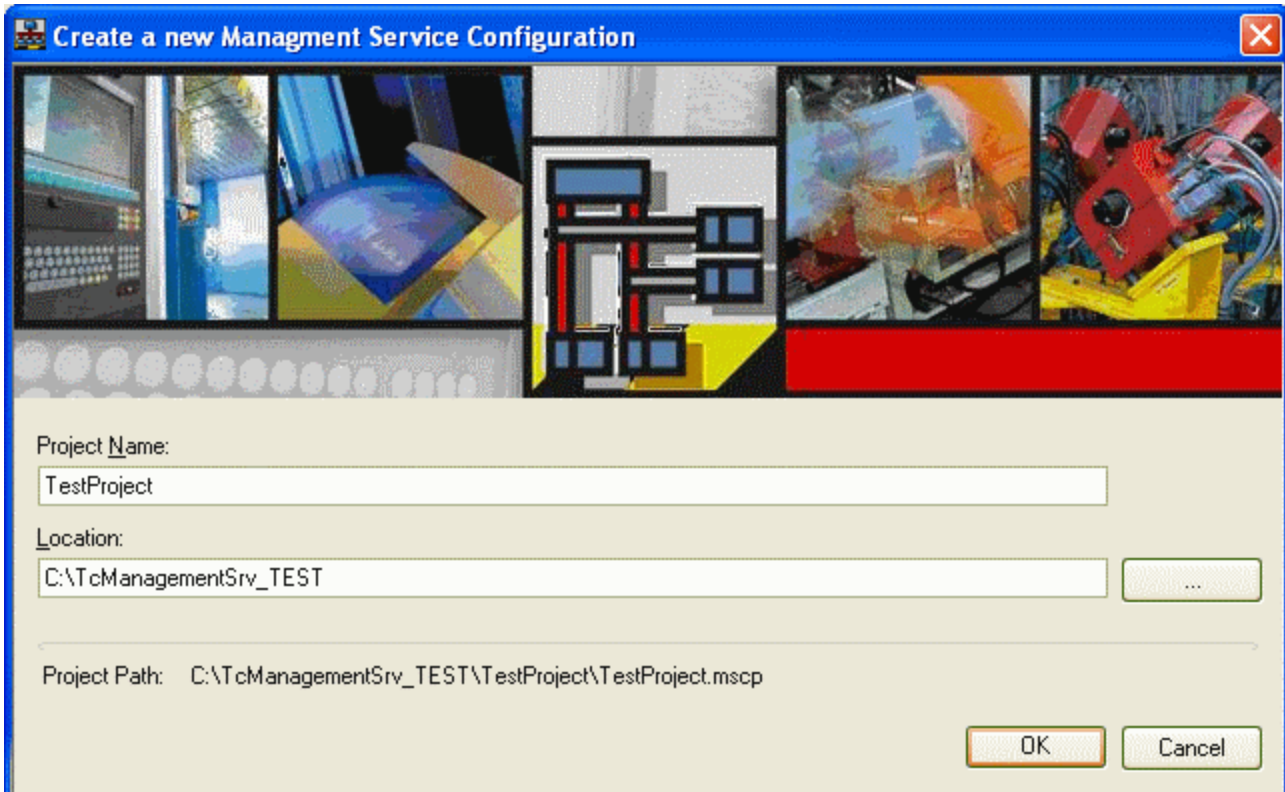 Create a new Managment Service Configuration
Project Name:
TestProject
Location:
C:\TcManagementSrv_TEST
...
Project Path: C:\TcManagementSrv_TEST\TestProject\TestProject.mscp
OK
Cancel